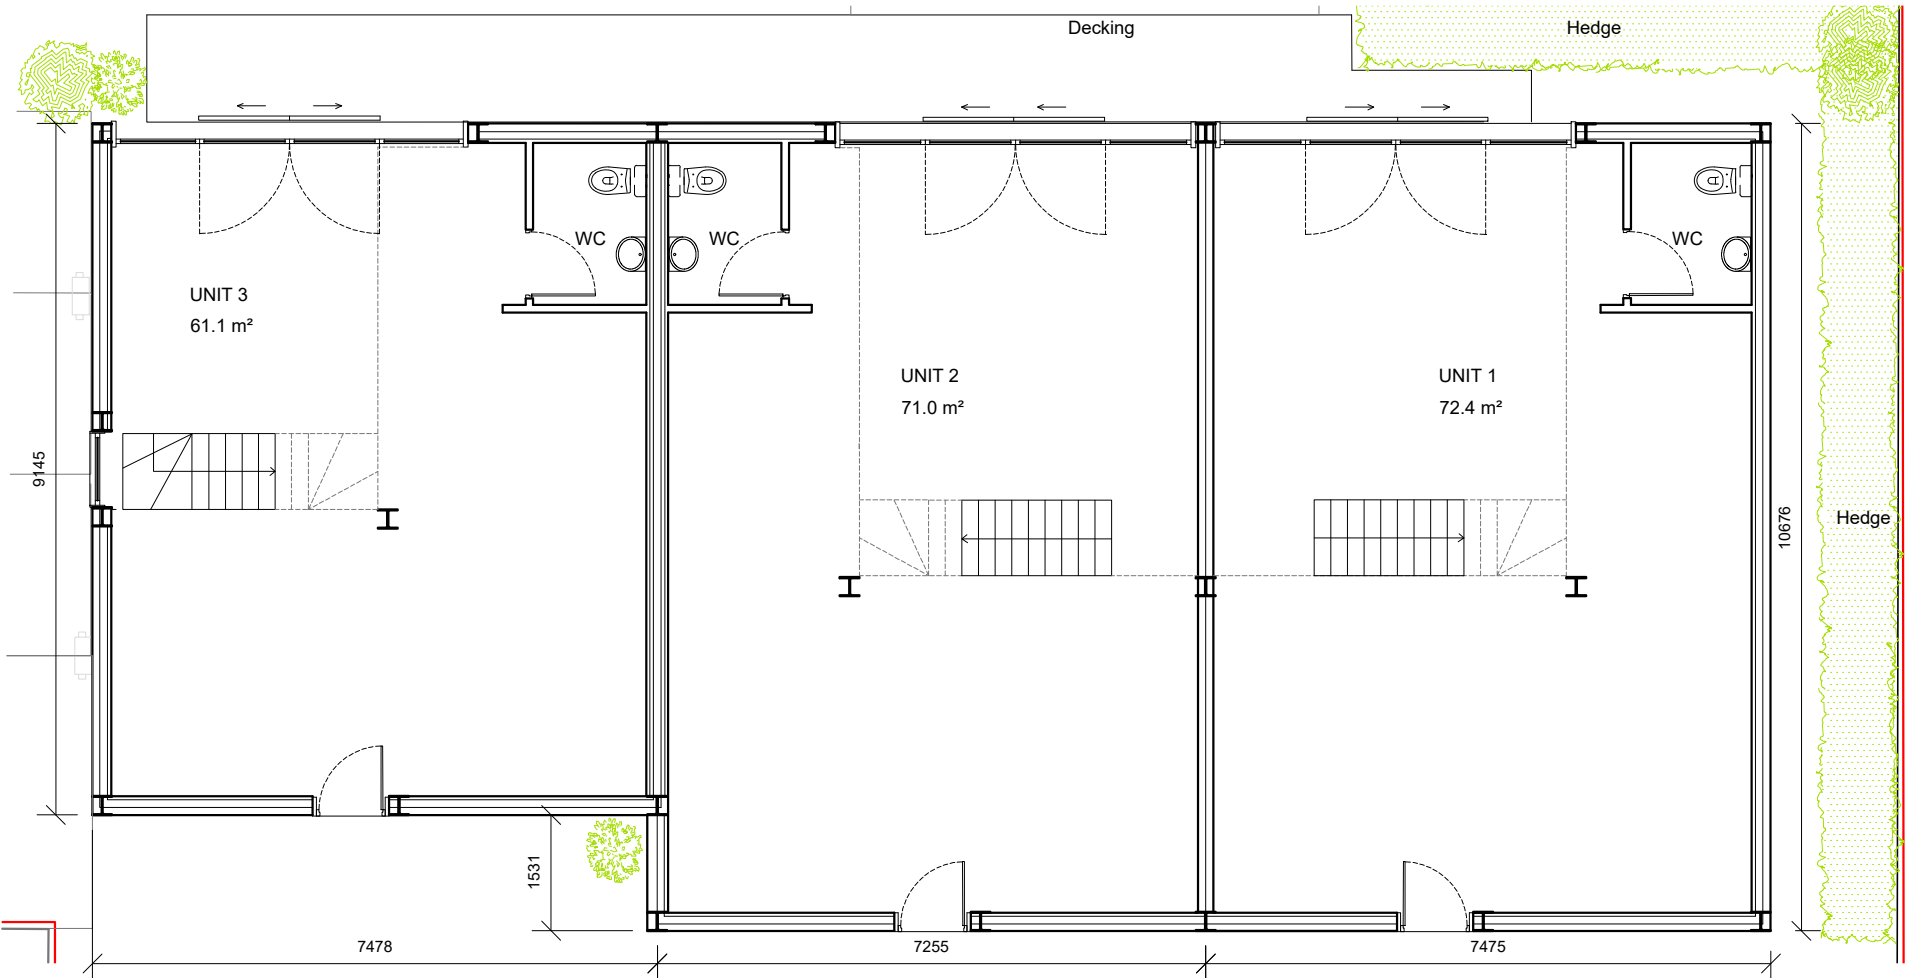 Decking
Hedge
WC
WC
WC
UNIT 3
61.1 m²
UNIT 2
71.0 m²
UNIT 1
72.4 m²
9145
10676
Hedge
1531
7478
7255
7475